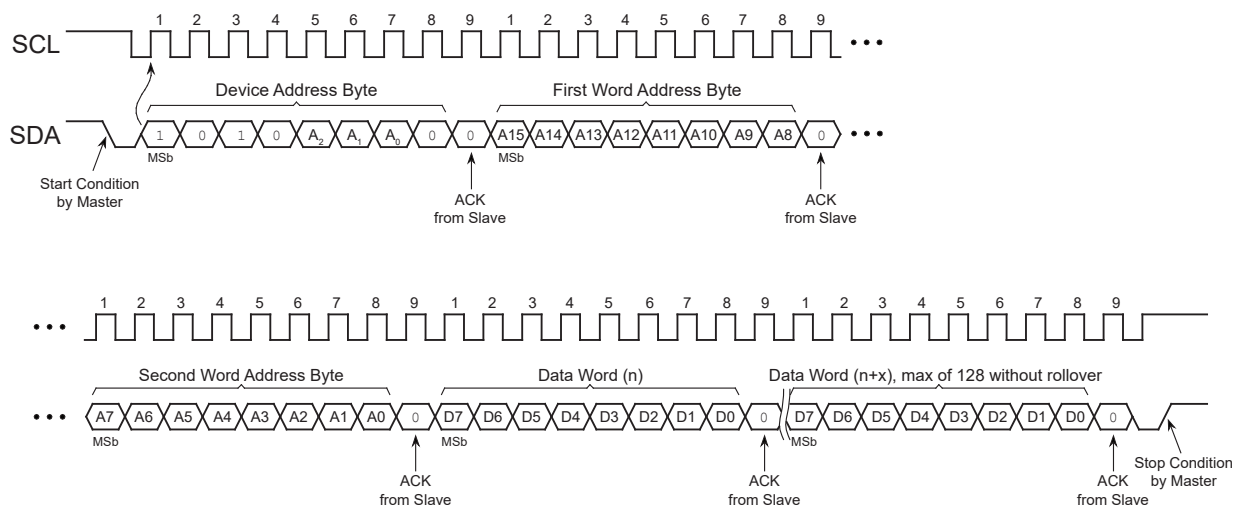 1 2 3 4 5 6 7 8 9 1 2 3 4 5 6 7 8 9
SCL
Device Address Byte First Word Address Byte
SDA 1 0 1 0 A2 A1 A0 0 0 A15 A14 A13 A12 A11 A10 A9 A8 0
MSb MSb
Start Condition
by Master
ACK
from Slave
ACK
from Slave
1 2 3 4 5 6 7 8 9 1 2 3 4 5 6 7 8 9 1 2 3 4 5 6 7 8 9
Second Word Address Byte Data Word (n) Data Word (n+x), max of 128 without rollover
A7 A6 A5 A4 A3 A2 A1 A0 0 D7 D6 D5 D4 D3 D2 D1 D0 0 D7 D6 D5 D4 D3 D2 D1 D0 0
MSb MSb MSb
ACK
from Slave
ACK
from Slave
ACK
from Slave
Stop Condition
by Master